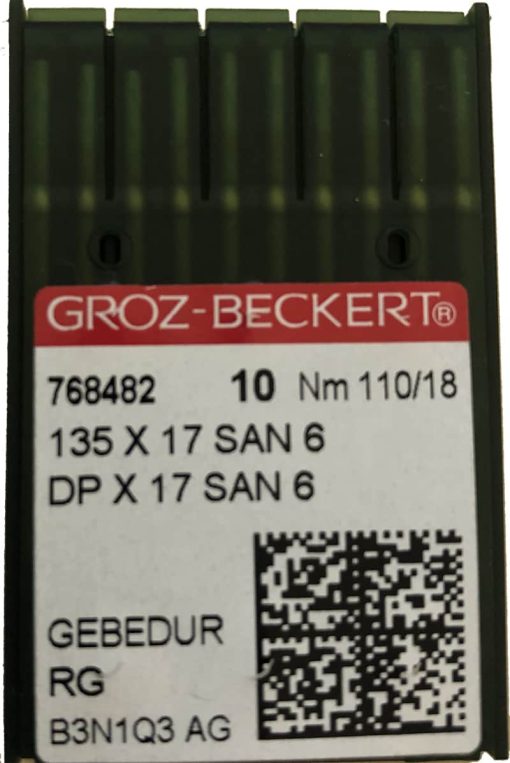 GROZ-BECKERT®
768482 10 Nm 110/18
135 X 17 SAN 6
DP X 17 SAN 6
GEBEDUR
RG
B3N1Q3 AG